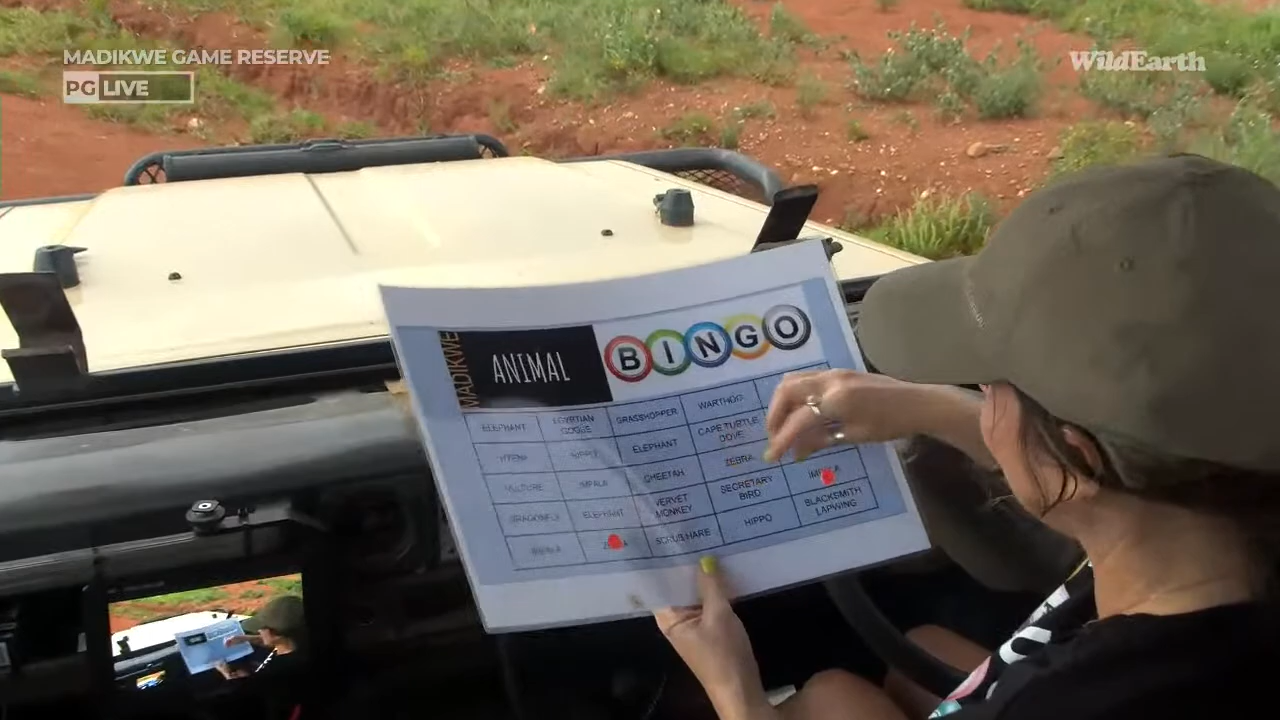 MADIKWE GAME RESERVE
WildEarth
PG LIVE
MADIKWE
ANIMAL
BINGO
ELEPHANT
EGYPTIAN GOOSE
GRASSHOPPER
WARTHOG
HYENA
ELEPHANT
CAPE TURTLE DOVE
VULTURE
IMPALA
CHEETAH
ZEBRA
DRAGONFLY
ELEPHANT
VERVET MONKEY
SECRETARY BIRD
SCRUB HARE
HIPPO
BLACKSMITH LAPWING